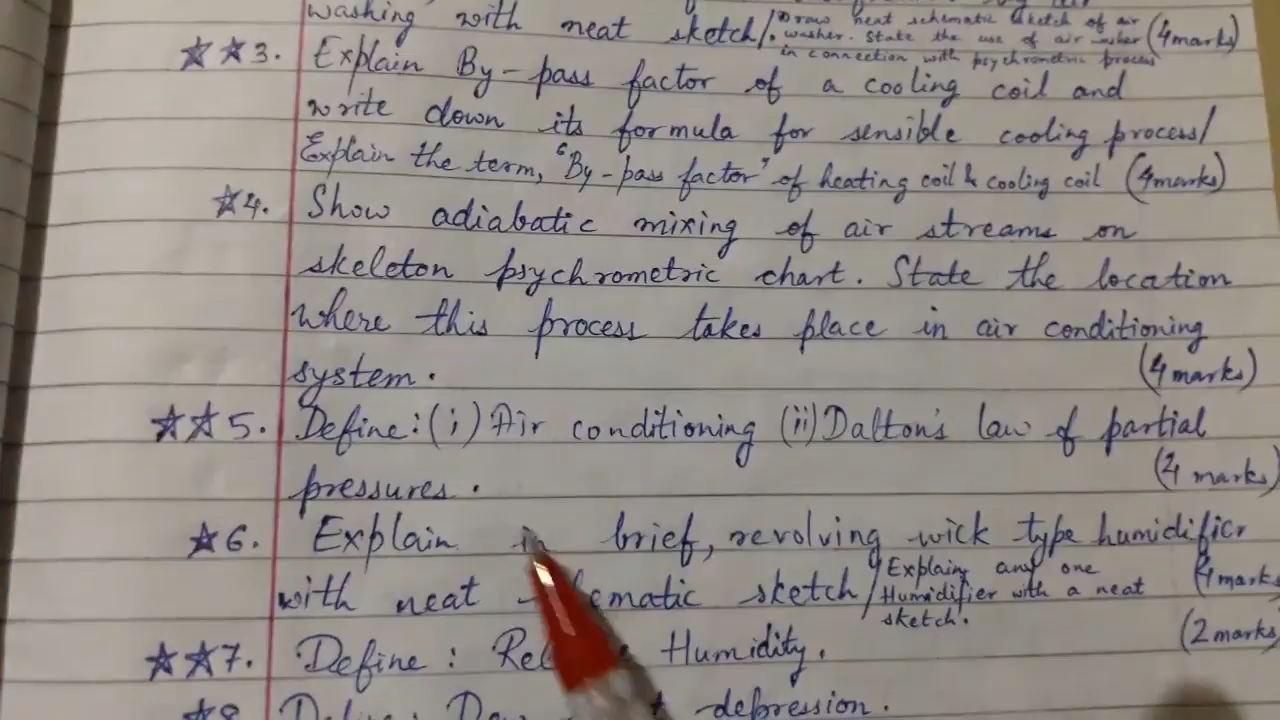 washing with neat sketch/. Draw neat schematic sketch of air
washer. State the use of air washer (4marks)
in connection with psychrometric process
☆☆3. Explain By-pass factor of a cooling coil and
write down its formula for sensible cooling process/
Explain the term, "By-pass factor" of heating coil & cooling coil (4marks)
☆4. Show adiabatic mixing of air streams on
skeleton psychrometric chart. State the location
where this process takes place in air conditioning
system. (4marks)
☆☆5. Define:(i) Air conditioning (ii) Dalton's law of partial
pressures. (4 marks)
☆6. Explain in brief, revolving wick type humidifier
with neat ematic sketch/ Explain any one
Humidifier with a neat (4marks
sketch.
☆☆7. Define: Rel Humidity. (2marks
☆8. depression.